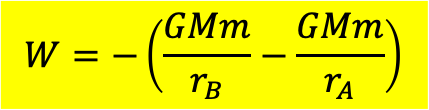 W = −(GMm/r_B − GMm/r_A)